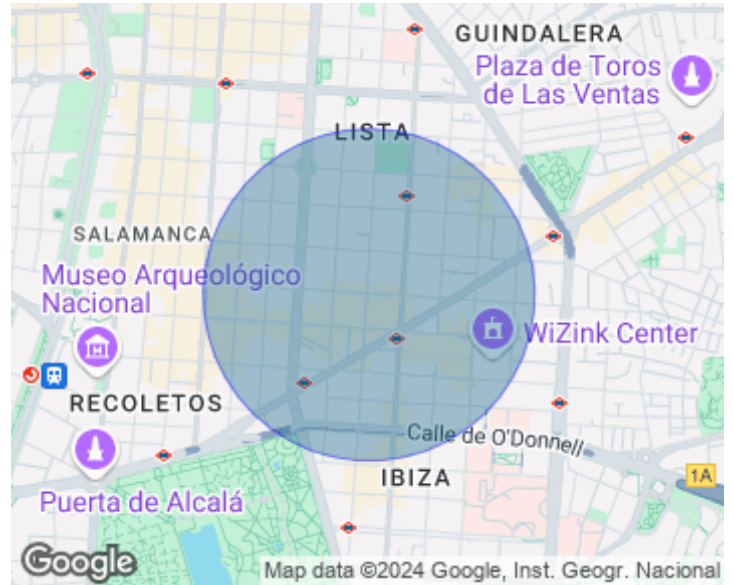 GUINDALERA
Plaza de Toros
de Las Ventas
LISTA
SALAMANCA
Museo Arqueológico
Nacional
WiZink Center
RECOLETOS
Calle de O'Donnell
IBIZA
1A
Puerta de Alcalá
Google
Map data ©2024 Google, Inst. Geogr. Nacional